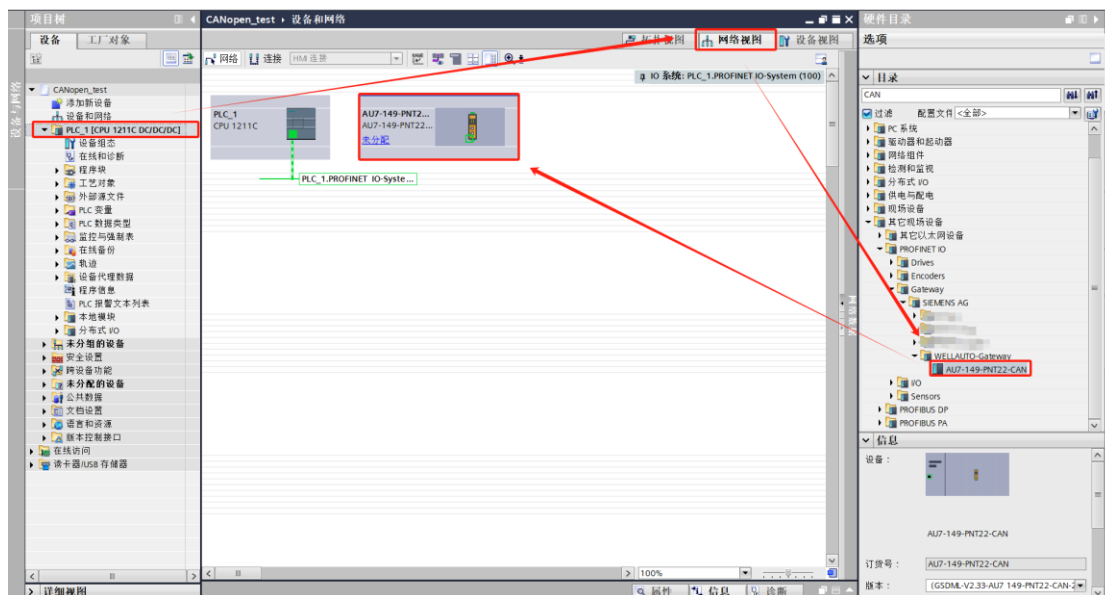 项目树
设备 工厂对象
CANopen_test
添加新设备
设备和网络
PLC_1 [CPU 1211C DC/DC/DC]
设备组态
在线和诊断
程序块
工艺对象
外部源文件
PLC 变量
PLC 数据类型
监控与强制表
在线备份
轨迹
设备代理数据
程序信息
PLC 报警文本列表
本地模块
分布式 I/O
未分组的设备
安全设置
跨设备功能
未分配的设备
公共数据
文档设置
语言和资源
版本控制接口
在线访问
读卡器/USB 存储器
详细视图
设备与网络
CANopen_test › 设备和网络
拓扑视图 网络视图 设备视图
网络 连接 HMI 连接
IO 系统: PLC_1.PROFINET IO-System (100)
PLC_1
CPU 1211C
AU7-149-PNT2...
AU7-149-PNT22...
未分配
PLC_1.PROFINET IO-Syste...
100%
属性 信息 诊断
硬件目录
选项
目录
CAN
过滤 配置文件 <全部>
PC 系统
驱动器和起动器
网络组件
检测和监视
分布式 I/O
供电与配电
现场设备
其它现场设备
其它以太网设备
PROFINET IO
Drives
Encoders
Gateway
SIEMENS AG
WELLAUTO-Gateway
AU7-149-PNT22-CAN
I/O
Sensors
PROFIBUS DP
PROFIBUS PA
信息
设备：
AU7-149-PNT22-CAN
订货号： AU7-149-PNT22-CAN
版本： (GSDML-V2.33-AU7 149-PNT22-CAN-2